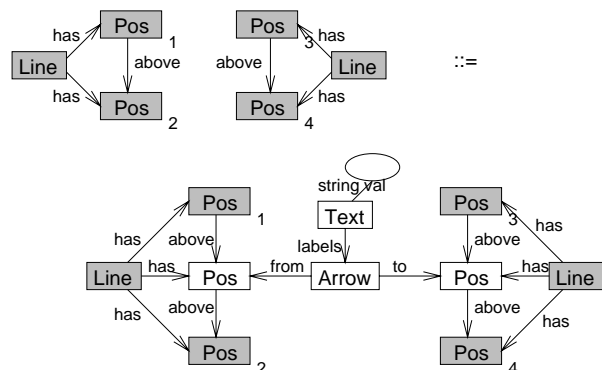 Pos Pos
has 1 3 has
Line above above Line ::=
has has
Pos Pos
2 4
string val
Pos Text Pos
1 3
has has
above labels above
Line has Pos from Arrow to Pos has Line
has above above has
Pos Pos
2 4